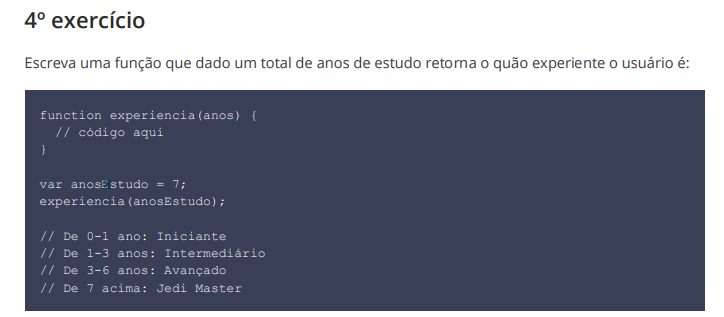 4º exercício
Escreva uma função que dado um total de anos de estudo retorna o quão experiente o usuário é:
function experiencia(anos) {
// código aqui
}
var anosEstudo = 7;
experiencia(anosEstudo);
// De 0-1 ano: Iniciante
// De 1-3 anos: Intermediário
// De 3-6 anos: Avançado
// De 7 acima: Jedi Master